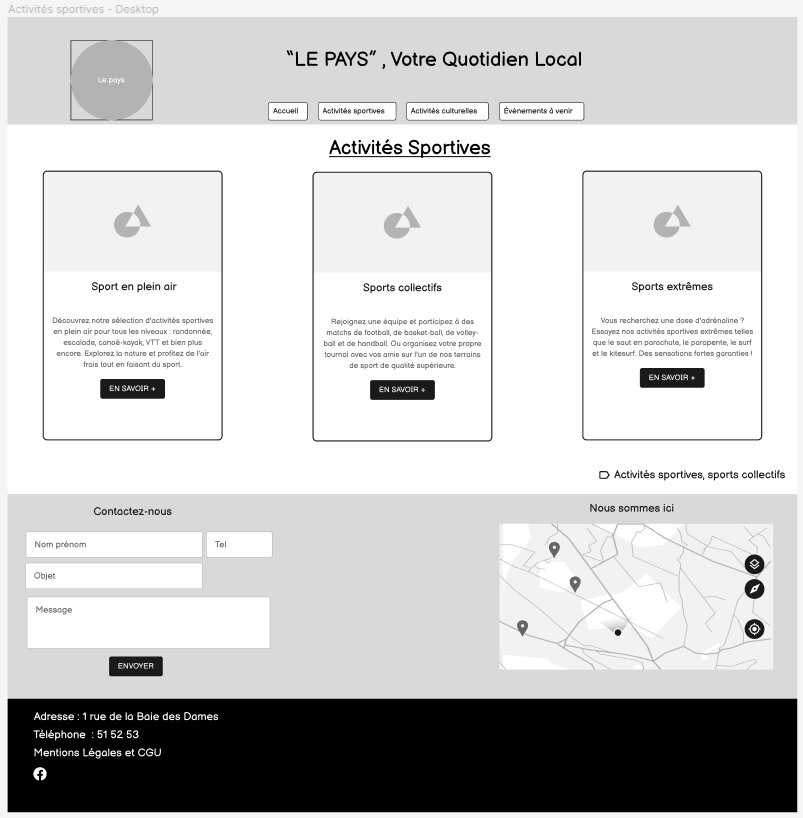 Activités sportives - Desktop
Le pays
"LE PAYS" , Votre Quotidien Local
Accueil
Activités sportives
Activités culturelles
Événements à venir
Activités Sportives
Sport en plein air
Découvrez notre sélection d'activités sportives
en plein air pour tous les niveaux : randonnée,
escalade, canoë-kayak, VTT et bien plus
encore. Explorez la nature et profitez de l'air
frais tout en faisant du sport.
EN SAVOIR +
Sports collectifs
Rejoignez une équipe et participez à des
matchs de football, de basket-ball, de volley-
ball et de handball. Ou organisez votre propre
tournoi avec vos amis sur l'un de nos terrains
de sport de qualité supérieure.
EN SAVOIR +
Sports extrêmes
Vous recherchez une dose d'adrénaline ?
Essayez nos activités sportives extrêmes telles
que le saut en parachute, le parapente, le surf
et le kitesurf. Des sensations fortes garanties !
EN SAVOIR +
Activités sportives, sports collectifs
Contactez-nous
Nom prénom
Tel
Objet
Message
ENVOYER
Nous sommes ici
Adresse : 1 rue de la Baie des Dames
Téléphone : 51 52 53
Mentions Légales et CGU